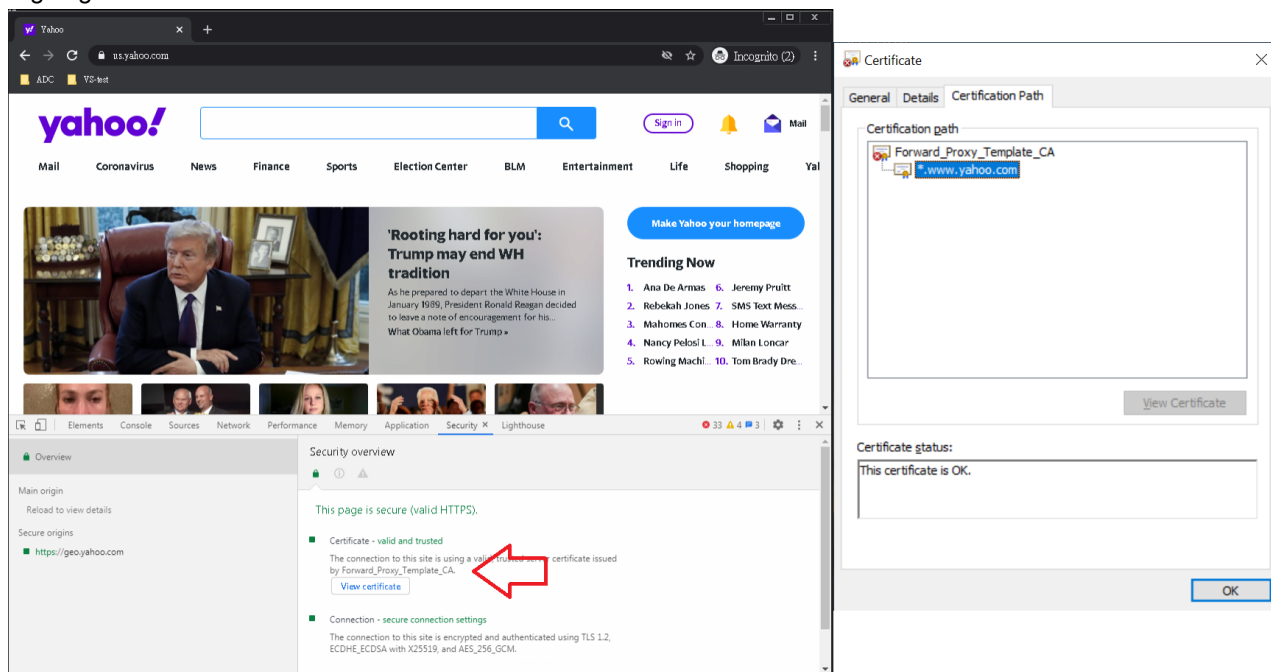 Yahoo
us.yahoo.com
Incognito (2)
ADC
VS-test
yahoo!
Sign in
Mail
Mail
Coronavirus
News
Finance
Sports
Election Center
BLM
Entertainment
Life
Shopping
Yal
'Rooting hard for you':
Trump may end WH
tradition
As he prepared to depart the White House in
January 1989, President Ronald Reagan decided
to leave a note of encouragement for his...
What Obama left for Trump »
Make Yahoo your homepage
Trending Now
1. Ana De Armas
6. Jeremy Pruitt
2. Rebekah Jones
7. SMS Text Mess...
3. Mahomes Con...
8. Home Warranty
4. Nancy Pelosi L...
9. Milan Loncar
5. Rowing Machi...
10. Tom Brady Dre...
Elements
Console
Sources
Network
Performance
Memory
Application
Security
Lighthouse
33
4
3
Overview
Main origin
Reload to view details
Secure origins
https://geo.yahoo.com
Security overview
This page is secure (valid HTTPS).
Certificate - valid and trusted
The connection to this site is using a valid, trusted server certificate issued
by Forward_Proxy_Template_CA.
View certificate
Connection - secure connection settings
The connection to this site is encrypted and authenticated using TLS 1.2,
ECDHE_ECDSA with X25519, and AES_256_GCM.
Certificate
General
Details
Certification Path
Certification path
Forward_Proxy_Template_CA
*.www.yahoo.com
View Certificate
Certificate status:
This certificate is OK.
OK